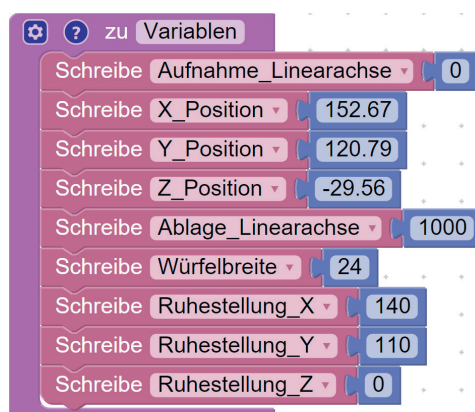 ? zu Variablen
Schreibe Aufnahme_Linearachse 0
Schreibe X_Position 152.67
Schreibe Y_Position 120.79
Schreibe Z_Position -29.56
Schreibe Ablage_Linearachse 1000
Schreibe Würfelbreite 24
Schreibe Ruhestellung_X 140
Schreibe Ruhestellung_Y 110
Schreibe Ruhestellung_Z 0